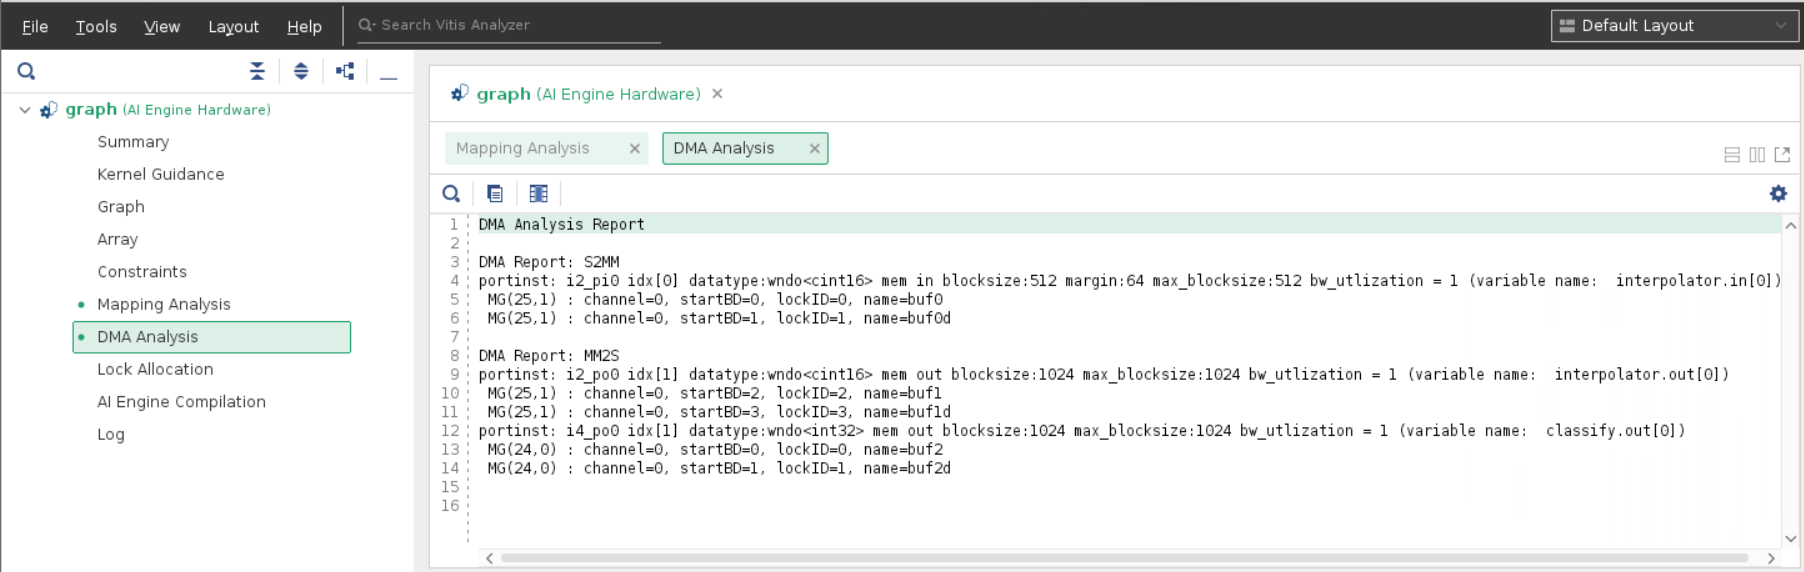 File Tools View Layout Help Search Vitis Analyzer Default Layout
graph (AI Engine Hardware)
Summary
Kernel Guidance
Graph
Array
Constraints
Mapping Analysis
DMA Analysis
Lock Allocation
AI Engine Compilation
Log
graph (AI Engine Hardware)
Mapping Analysis DMA Analysis
1 DMA Analysis Report
2
3 DMA Report: S2MM
4 portinst: i2_pi0 idx[0] datatype:wndo<cint16> mem in blocksize:512 margin:64 max_blocksize:512 bw_utlization = 1 (variable name:  interpolator.in[0])
5  MG(25,1) : channel=0, startBD=0, lockID=0, name=buf0
6  MG(25,1) : channel=0, startBD=1, lockID=1, name=buf0d
7
8 DMA Report: MM2S
9 portinst: i2_po0 idx[1] datatype:wndo<cint16> mem out blocksize:1024 max_blocksize:1024 bw_utlization = 1 (variable name:  interpolator.out[0])
10  MG(25,1) : channel=0, startBD=2, lockID=2, name=buf1
11  MG(25,1) : channel=0, startBD=3, lockID=3, name=buf1d
12 portinst: i4_po0 idx[1] datatype:wndo<int32> mem out blocksize:1024 max_blocksize:1024 bw_utlization = 1 (variable name:  classify.out[0])
13  MG(24,0) : channel=0, startBD=0, lockID=0, name=buf2
14  MG(24,0) : channel=0, startBD=1, lockID=1, name=buf2d
15
16